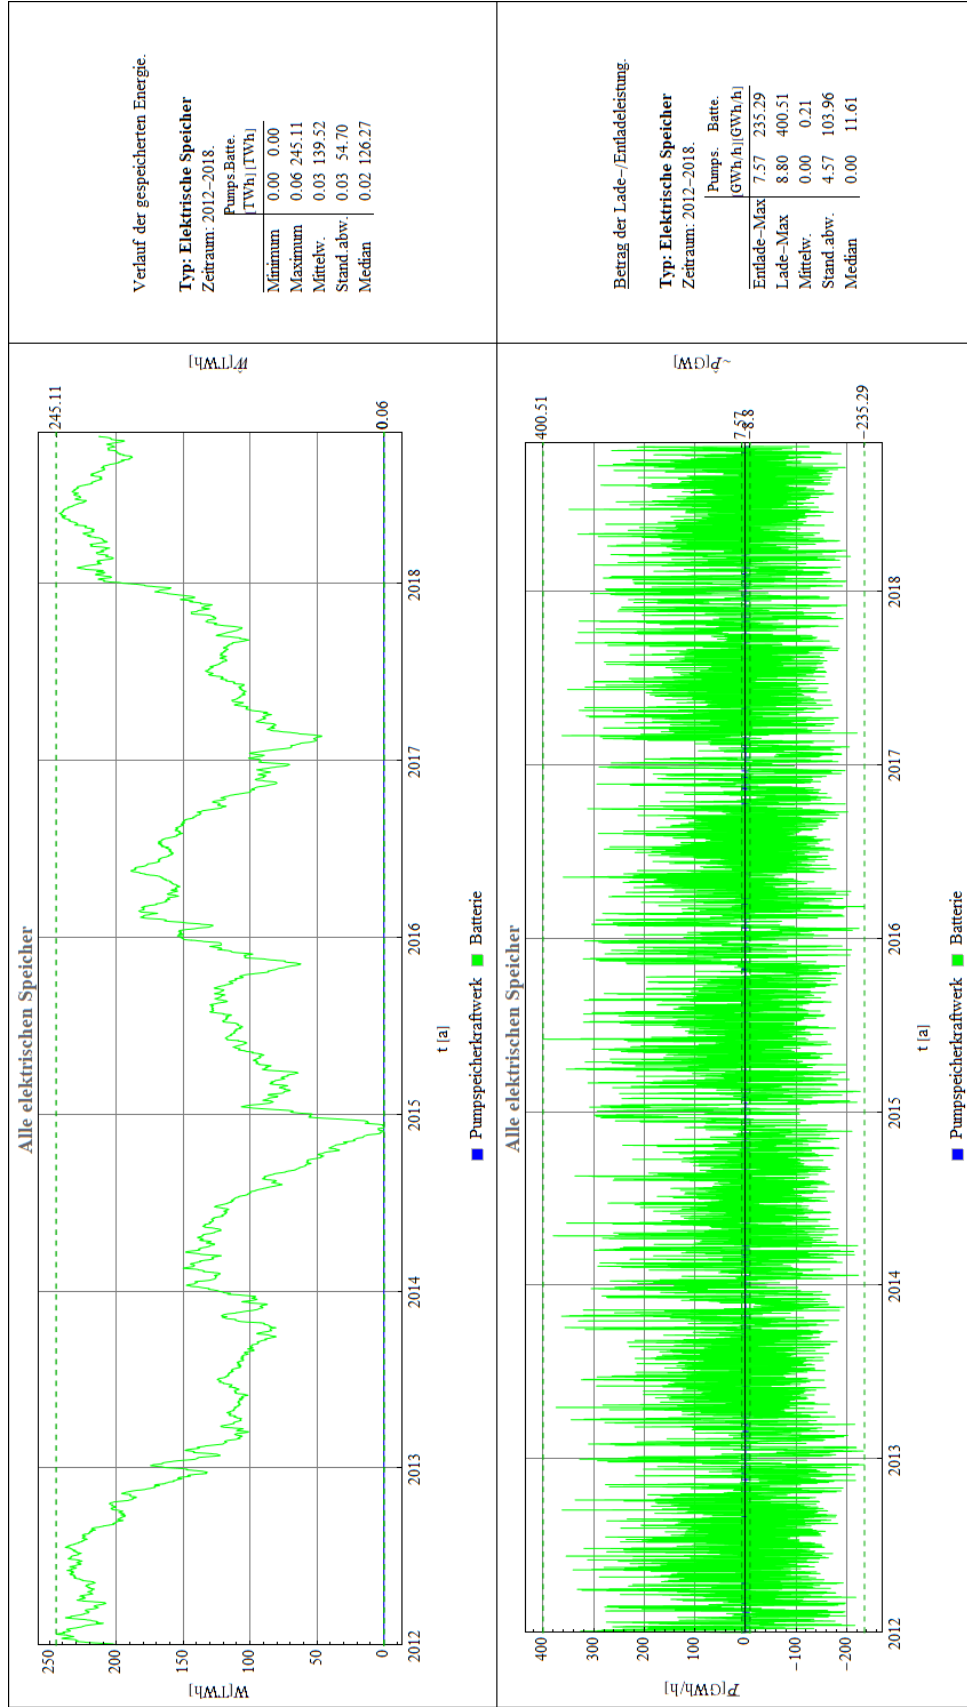 Alle elektrischen Speicher
W[TWh]
250
200
150
100
50
0
2012
2013
2014
2015
2016
2017
2018
t [a]
245.11
0.06
Ŵ[TWh]
Pumpspeicherkraftwerk Batterie
Verlauf der gespeicherten Energie.
Typ: Elektrische Speicher
Zeitraum: 2012–2018.
Pumps. Batte.
[TWh] [TWh]
Minimum 0.00 0.00
Maximum 0.06 245.11
Mittelw. 0.03 139.52
Stand.abw. 0.03 54.70
Median 0.02 126.27
Alle elektrischen Speicher
P[GWh/h]
400
300
200
100
0
−100
−200
2012
2013
2014
2015
2016
2017
2018
t [a]
400.51
7.57
8.8
−235.29
~P̂[GW]
Pumpspeicherkraftwerk Batterie
Betrag der Lade−/Entladeleistung.
Typ: Elektrische Speicher
Zeitraum: 2012–2018.
Pumps. Batte.
[GWh/h] [GWh/h]
Entlade−Max 7.57 235.29
Lade−Max 8.80 400.51
Mittelw. 0.00 0.21
Stand.abw. 4.57 103.96
Median 0.00 11.61